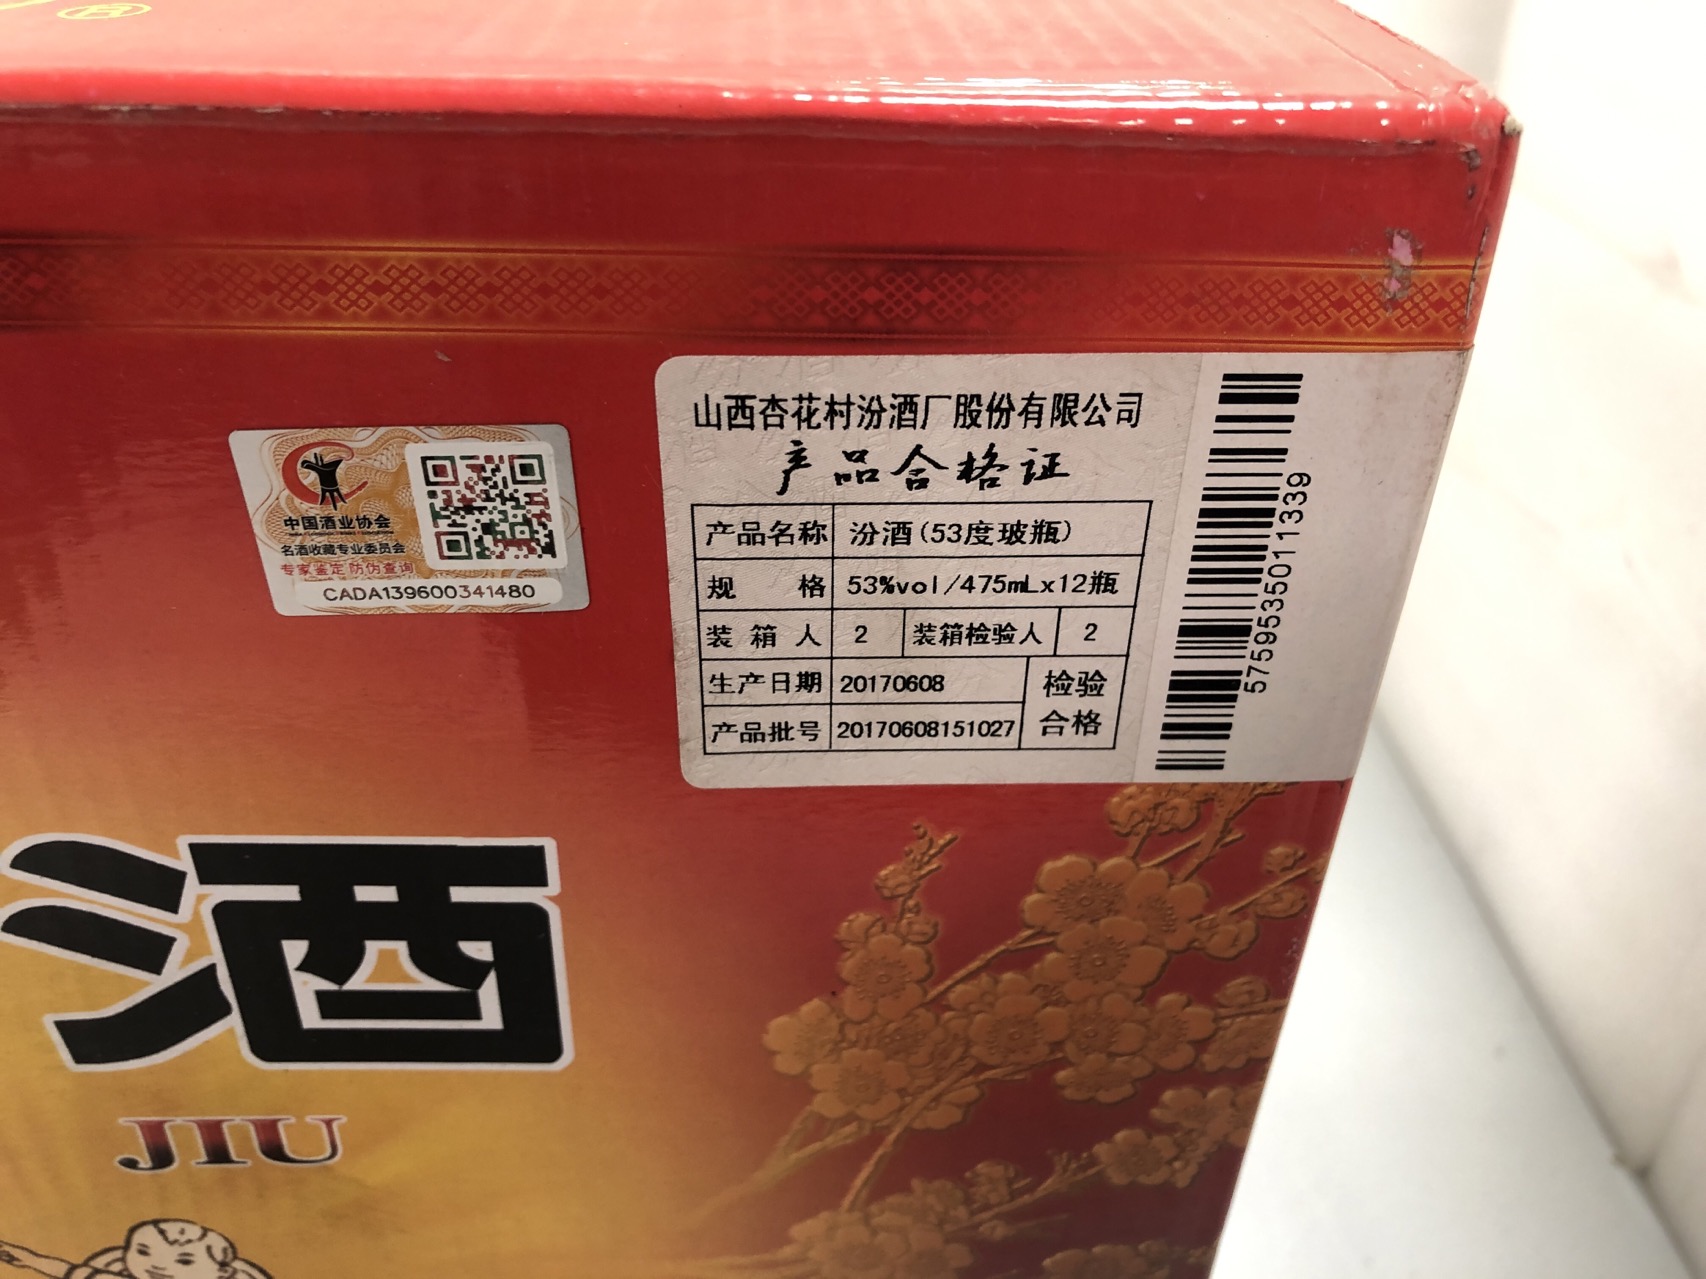 ®
中国酒业协会
名酒收藏专业委员会
专家鉴定 防伪查询
CADA139600341480
山西杏花村汾酒厂股份有限公司
产品合格证
产品名称 汾酒(53度玻瓶)
规 格 53%vol/475mLx12瓶
装 箱 人 2 装箱检验人 2
生产日期 20170608 检验
产品批号 20170608151027 合格
5759535011339
酒
JIU